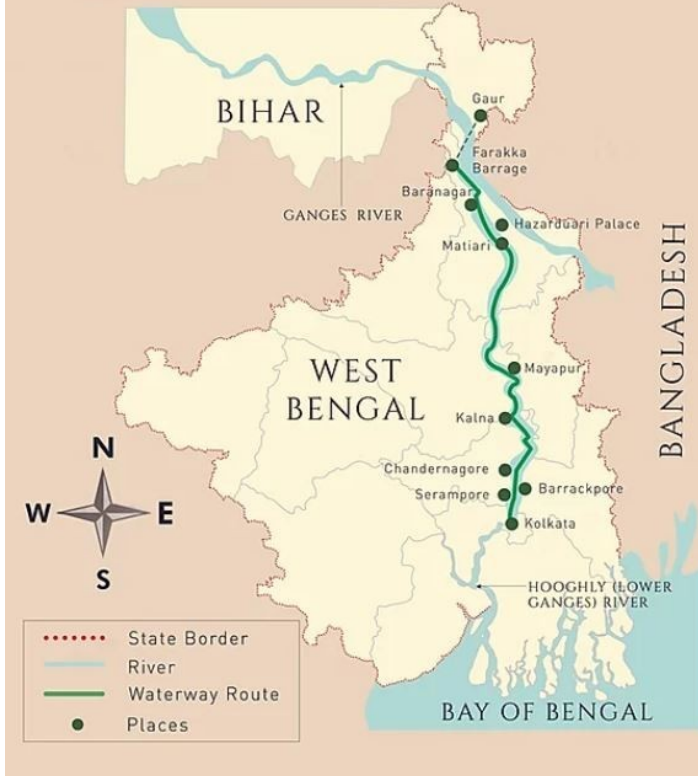 Gaur
BIHAR
Farakka
Barrage
Baranagar
GANGES RIVER
Hazarduari Palace
Matiari
BANGLADESH
WEST
BENGAL
Mayapur
Kalna
N
Chandernagore
Serampore
Barrackpore
W
E
Kolkata
S
HOOGHLY (LOWER
GANGES) RIVER
State Border
River
Waterway Route
Places
BAY OF BENGAL